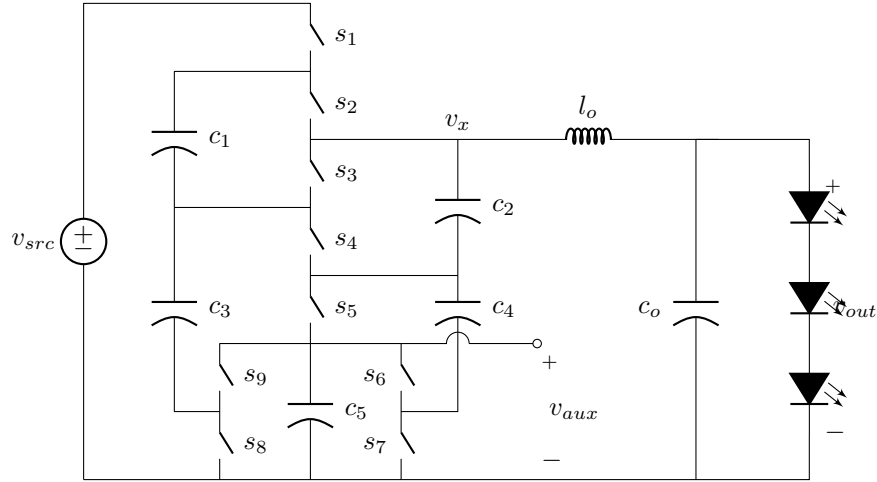 s1
s2
vx
lo
c1
s3
c2
s4
vsrc
+
−
+
c3
s5
c4
co
vout
s9
s6
+
c5
vaux
s8
s7
−
−